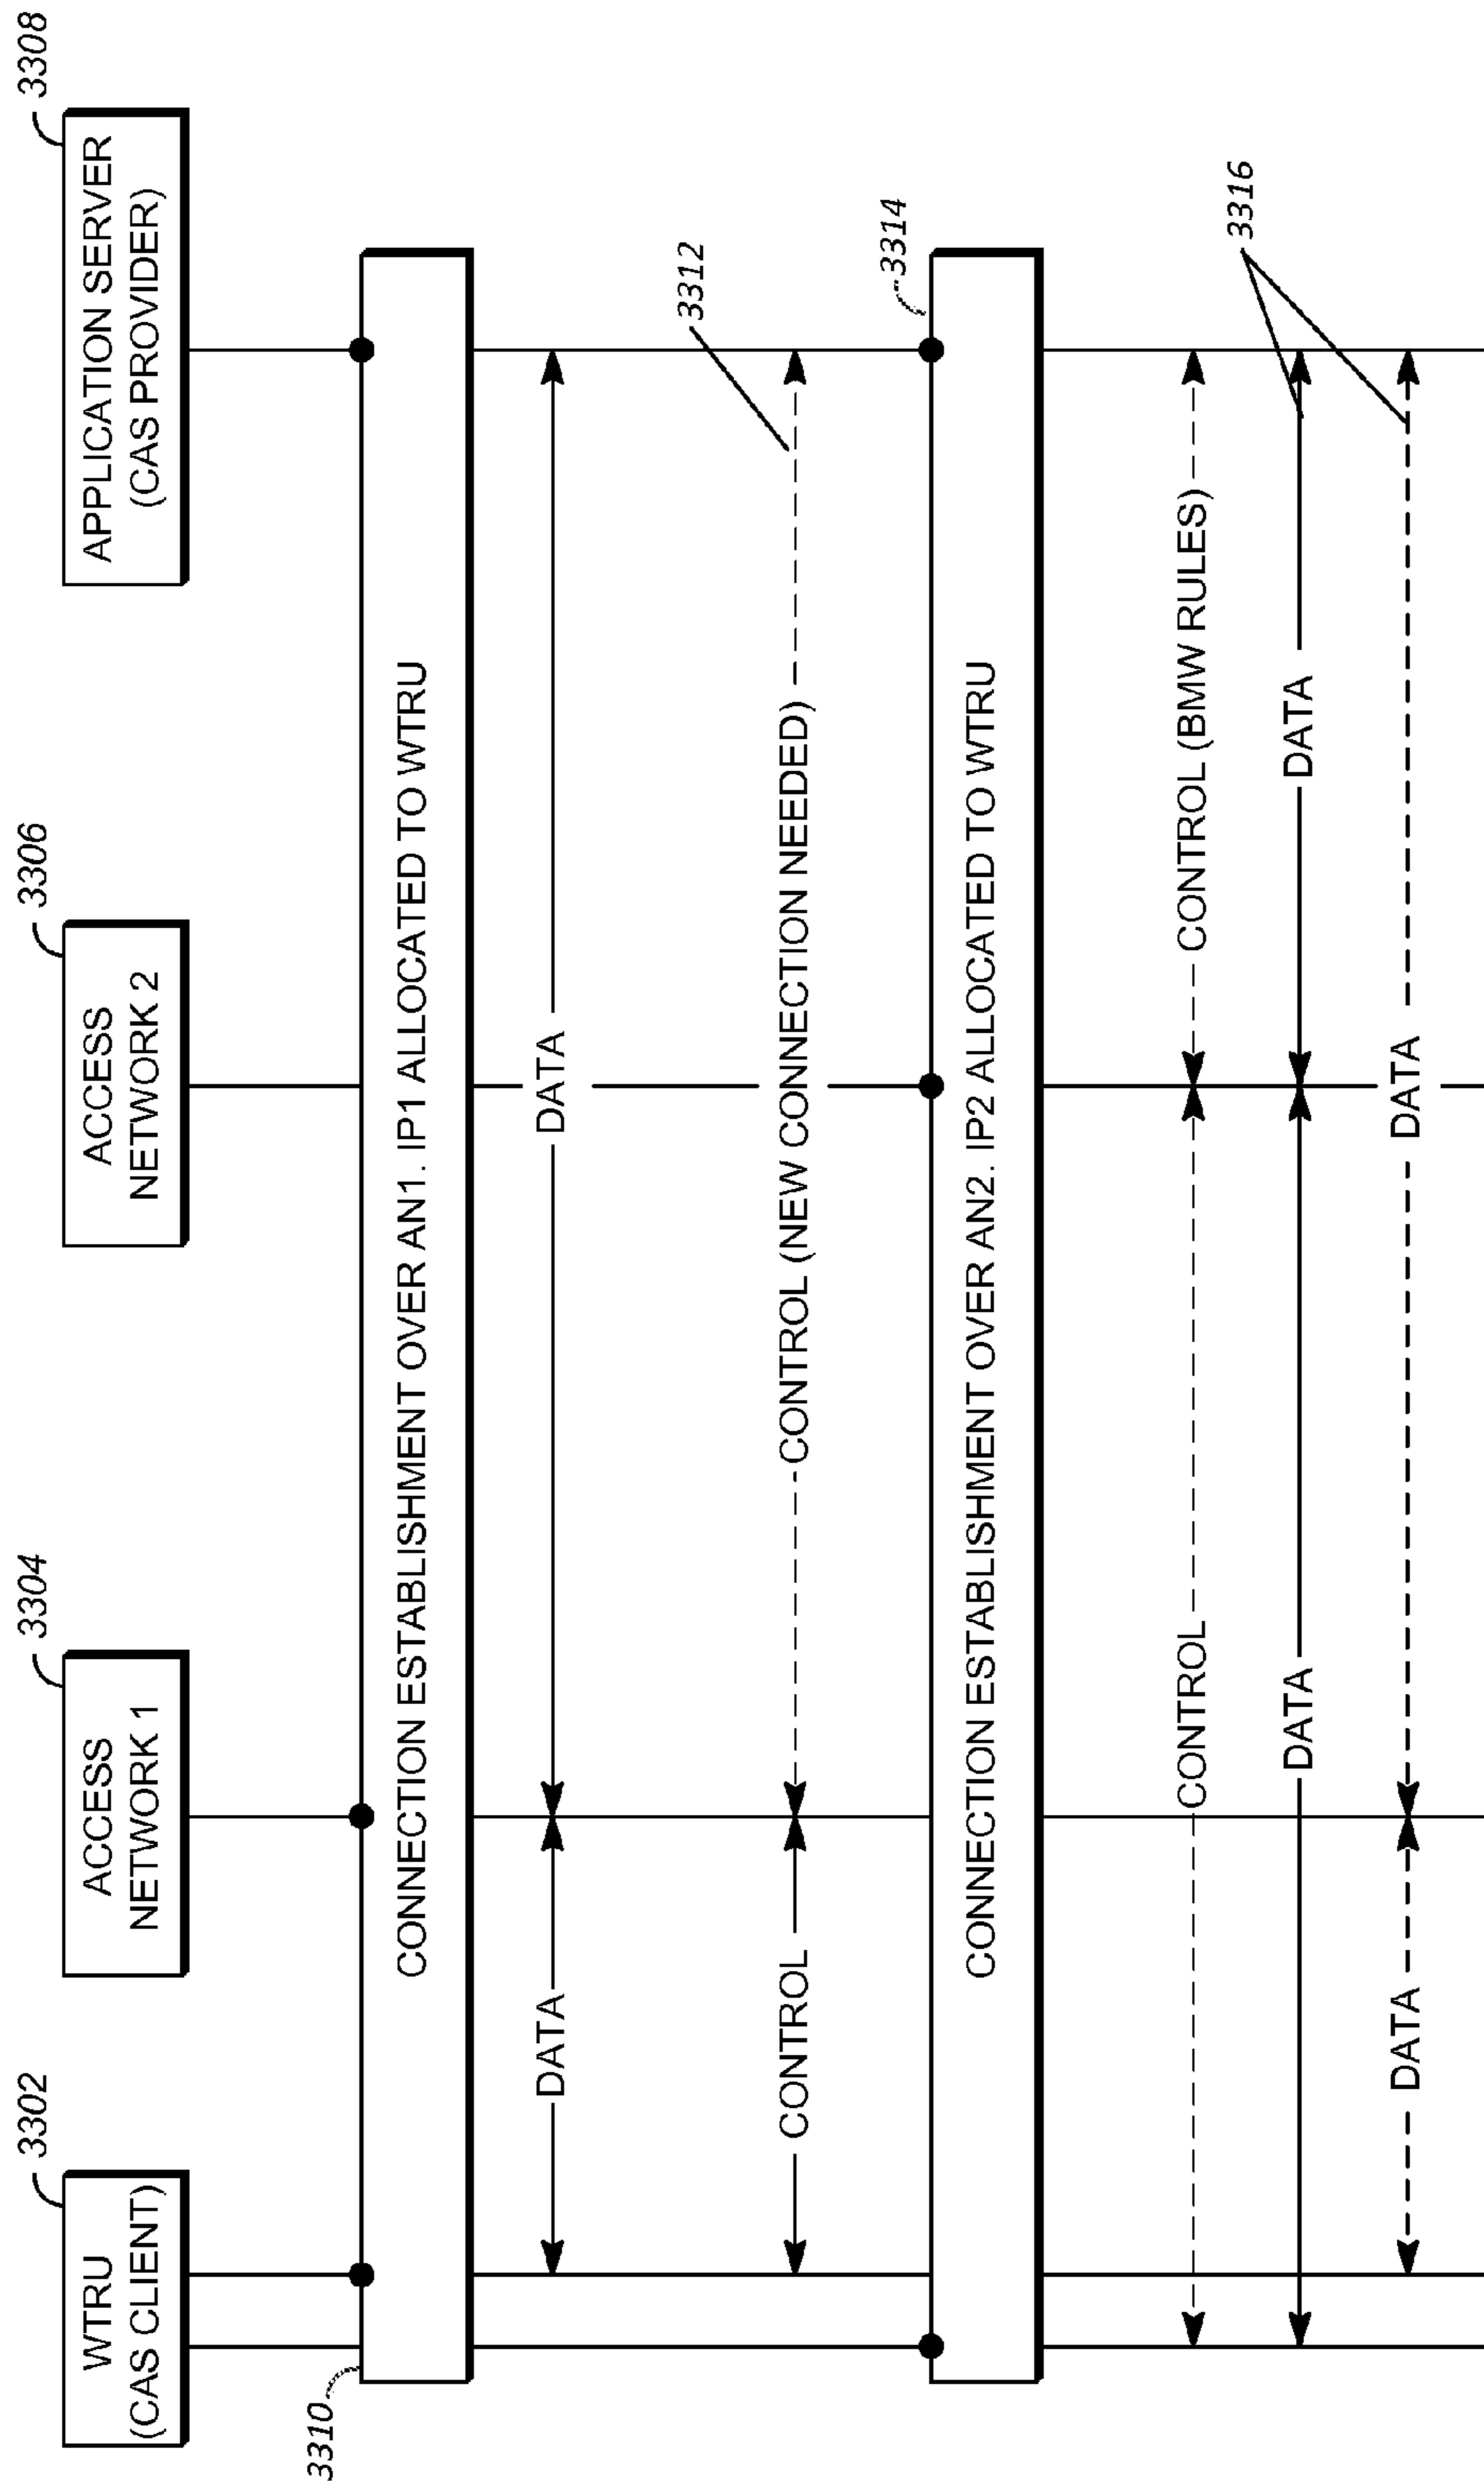 3302
3304
3306
3308
WTRU
(CAS CLIENT)
ACCESS
NETWORK 1
ACCESS
NETWORK 2
APPLICATION SERVER
(CAS PROVIDER)
3310
CONNECTION ESTABLISHMENT OVER AN1. IP1 ALLOCATED TO WTRU
DATA
DATA
3312
CONTROL
CONTROL (NEW CONNECTION NEEDED)
3314
CONNECTION ESTABLISHMENT OVER AN2. IP2 ALLOCATED TO WTRU
CONTROL
CONTROL (BMW RULES)
3316
DATA
DATA
DATA
DATA